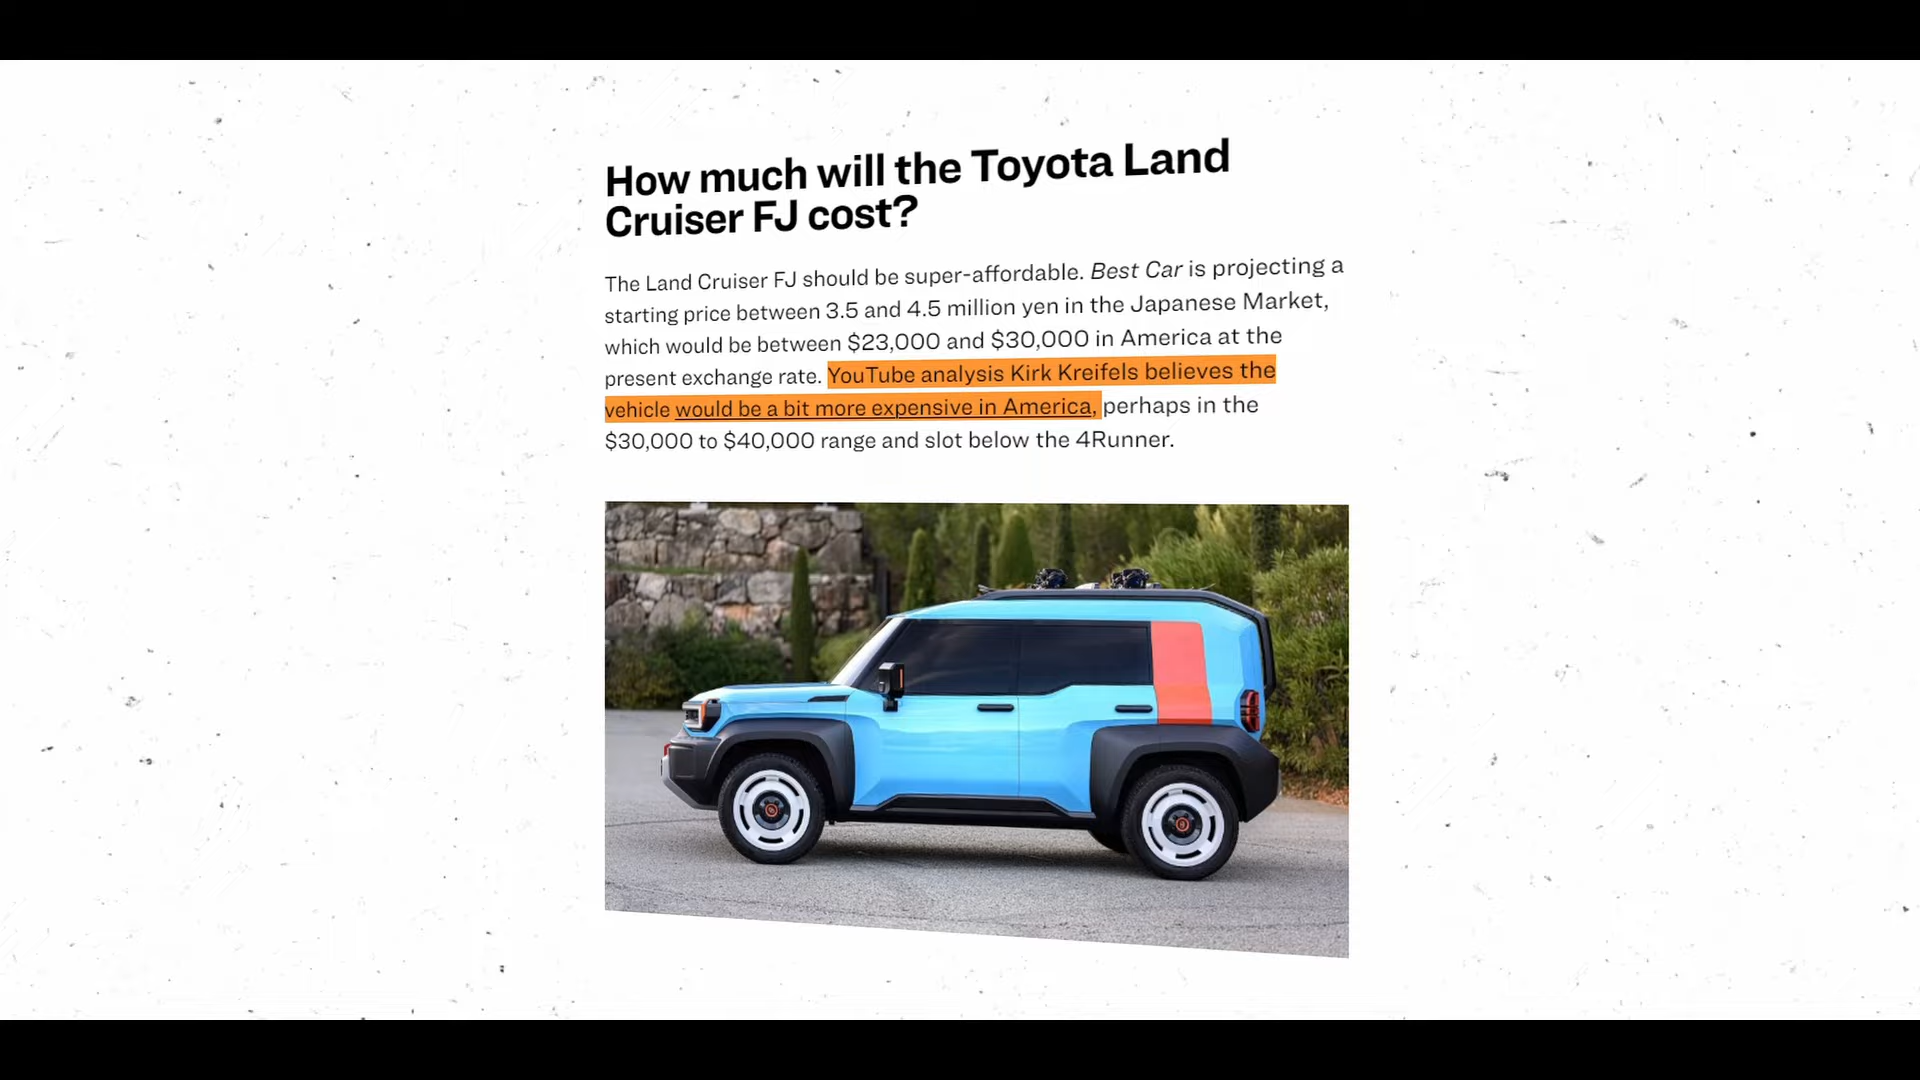 How much will the Toyota Land
Cruiser FJ cost?
The Land Cruiser FJ should be super-affordable. Best Car is projecting a
starting price between 3.5 and 4.5 million yen in the Japanese Market,
which would be between $23,000 and $30,000 in America at the
present exchange rate. YouTube analysis Kirk Kreifels believes the
vehicle would be a bit more expensive in America, perhaps in the
$30,000 to $40,000 range and slot below the 4Runner.